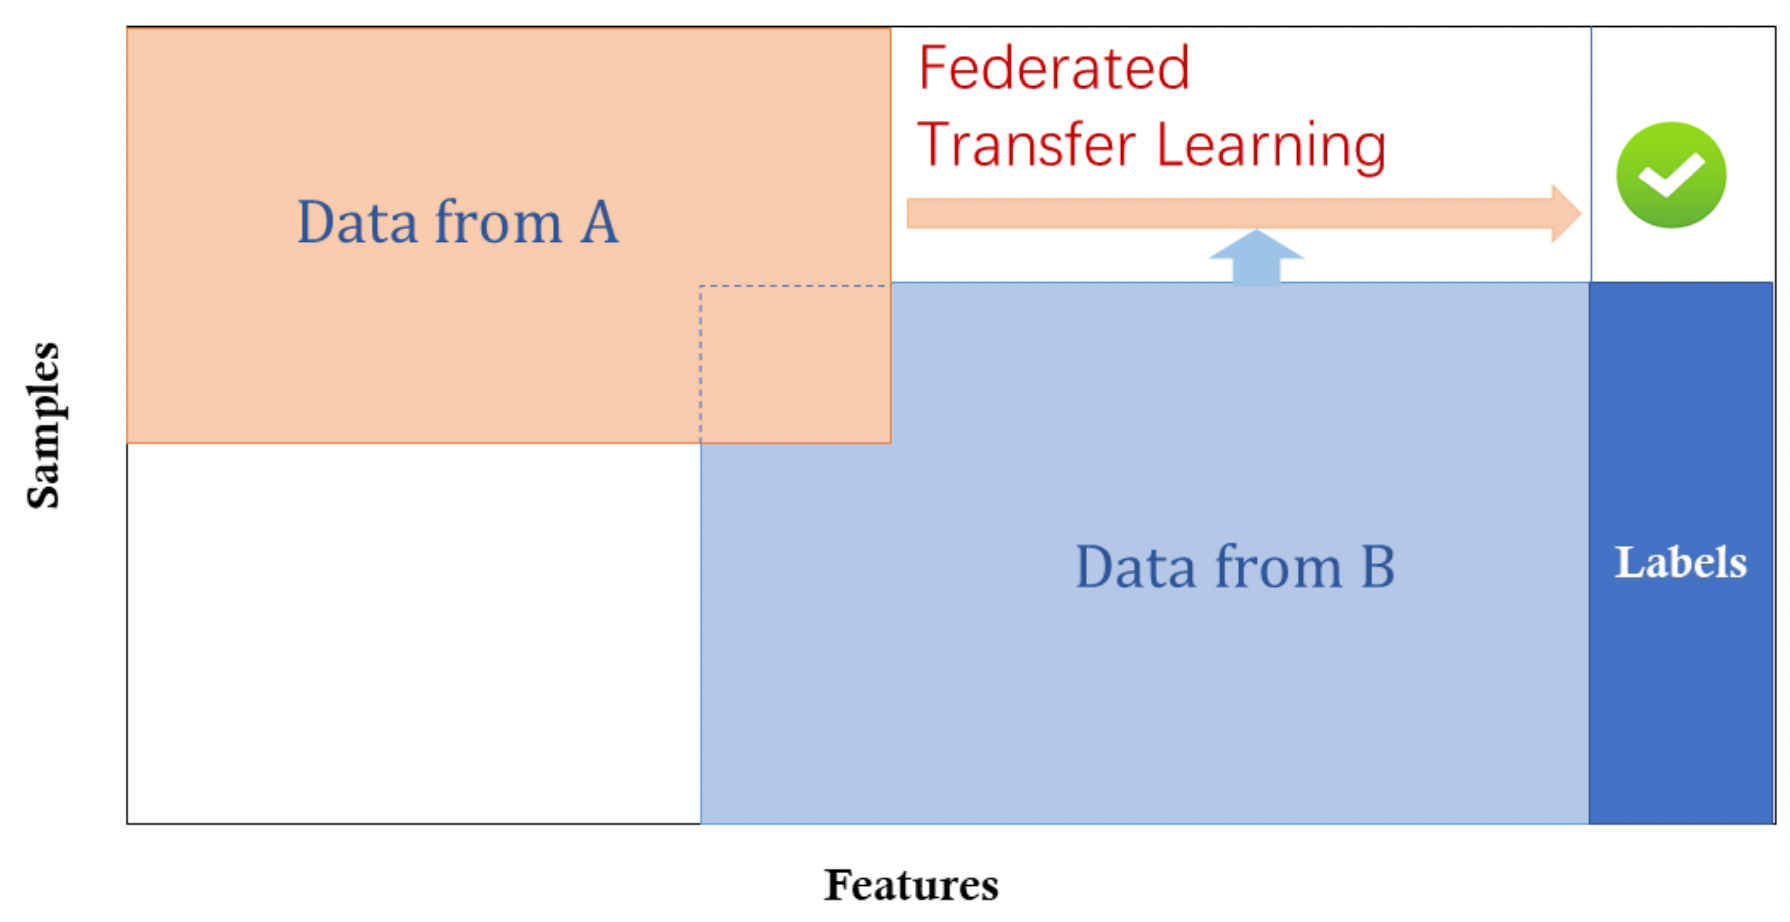 Federated
Transfer Learning
Data from A
Samples
Data from B
Labels
Features